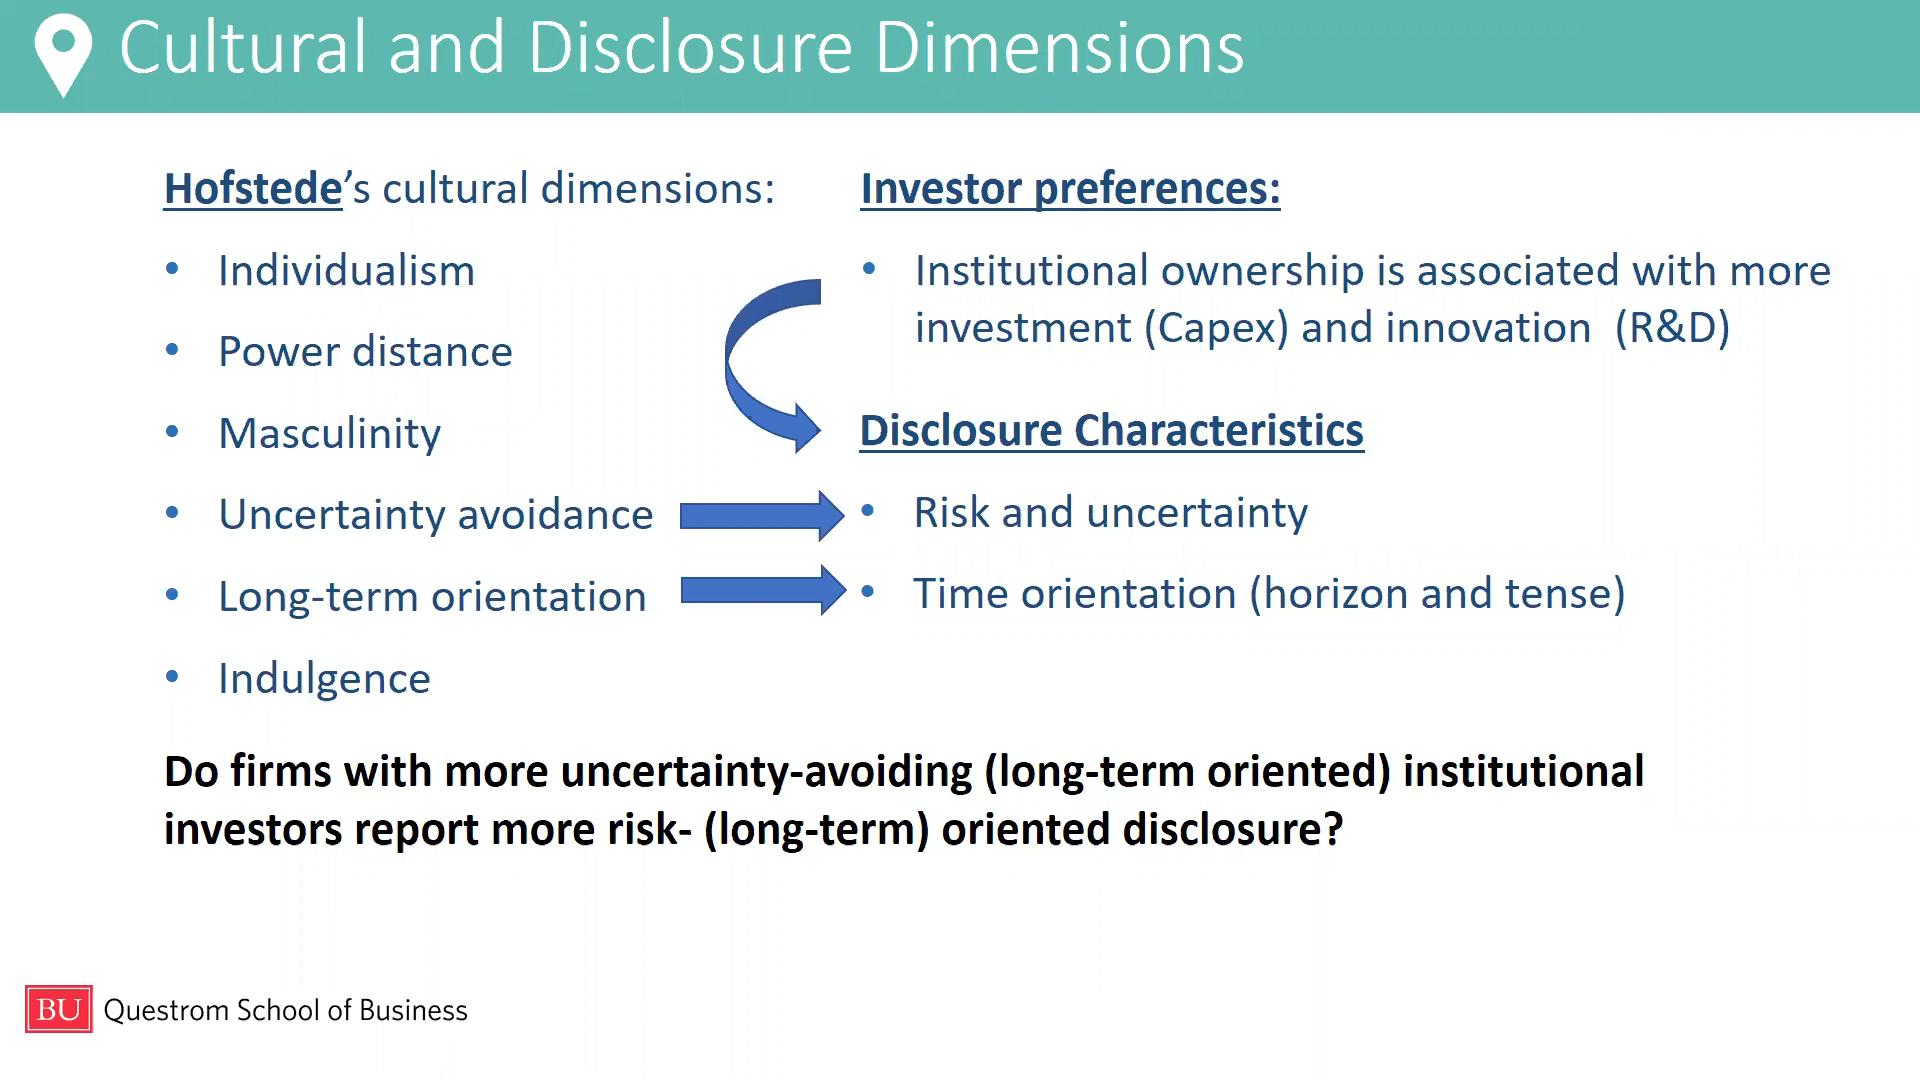 Cultural and Disclosure Dimensions
Hofstede’s cultural dimensions:
• Individualism
• Power distance
• Masculinity
• Uncertainty avoidance
• Long-term orientation
• Indulgence
Investor preferences:
• Institutional ownership is associated with more
investment (Capex) and innovation (R&D)
Disclosure Characteristics
• Risk and uncertainty
• Time orientation (horizon and tense)
Do firms with more uncertainty-avoiding (long-term oriented) institutional
investors report more risk- (long-term) oriented disclosure?
BU Questrom School of Business